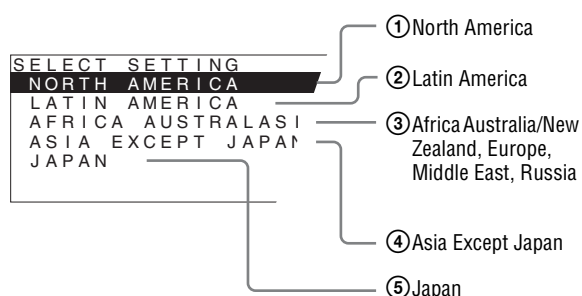 SELECT SETTING
NORTH AMERICA
LATIN AMERICA
AFRICA AUSTRALASI
ASIA EXCEPT JAPAN
JAPAN
①North America
②Latin America
③Africa Australia/New
Zealand, Europe,
Middle East, Russia
④Asia Except Japan
⑤Japan